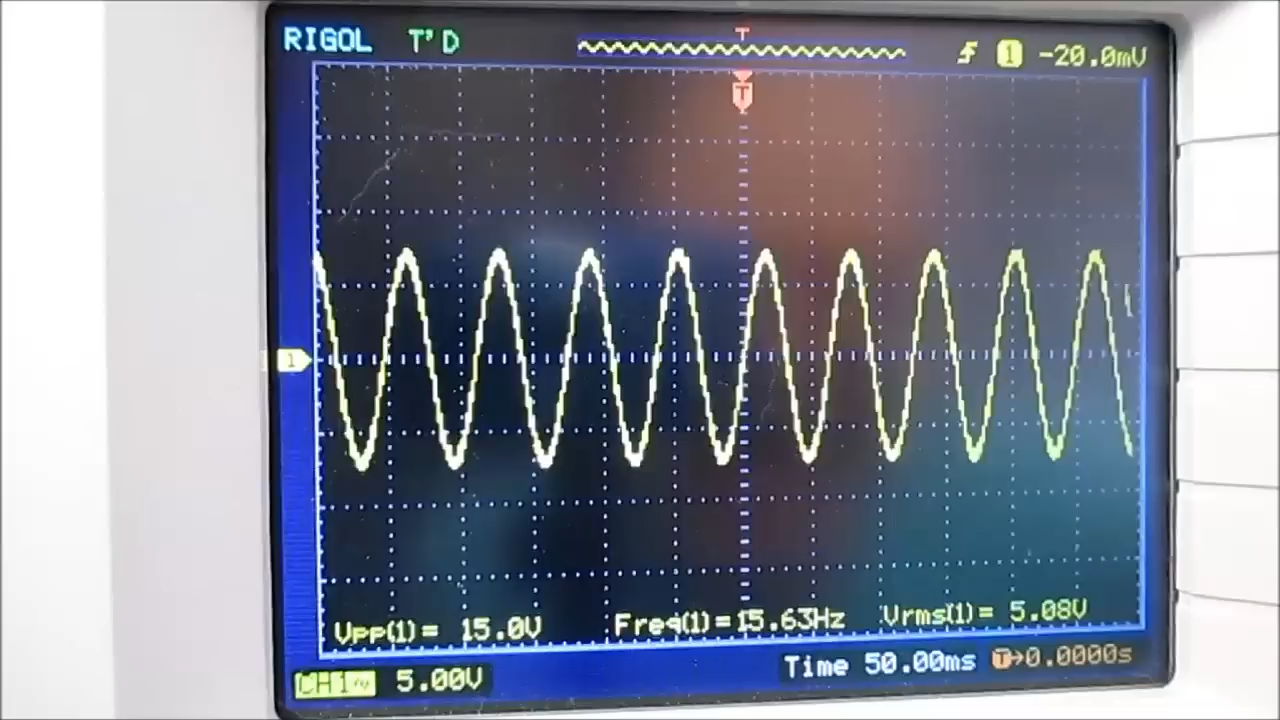 RIGOL T'D T 1 -20.0mV
T
1
Vpp(1)= 15.0V Freq(1)=15.63Hz Vrms(1)= 5.08V
CH1~ 5.00V Time 50.00ms T→0.0000s